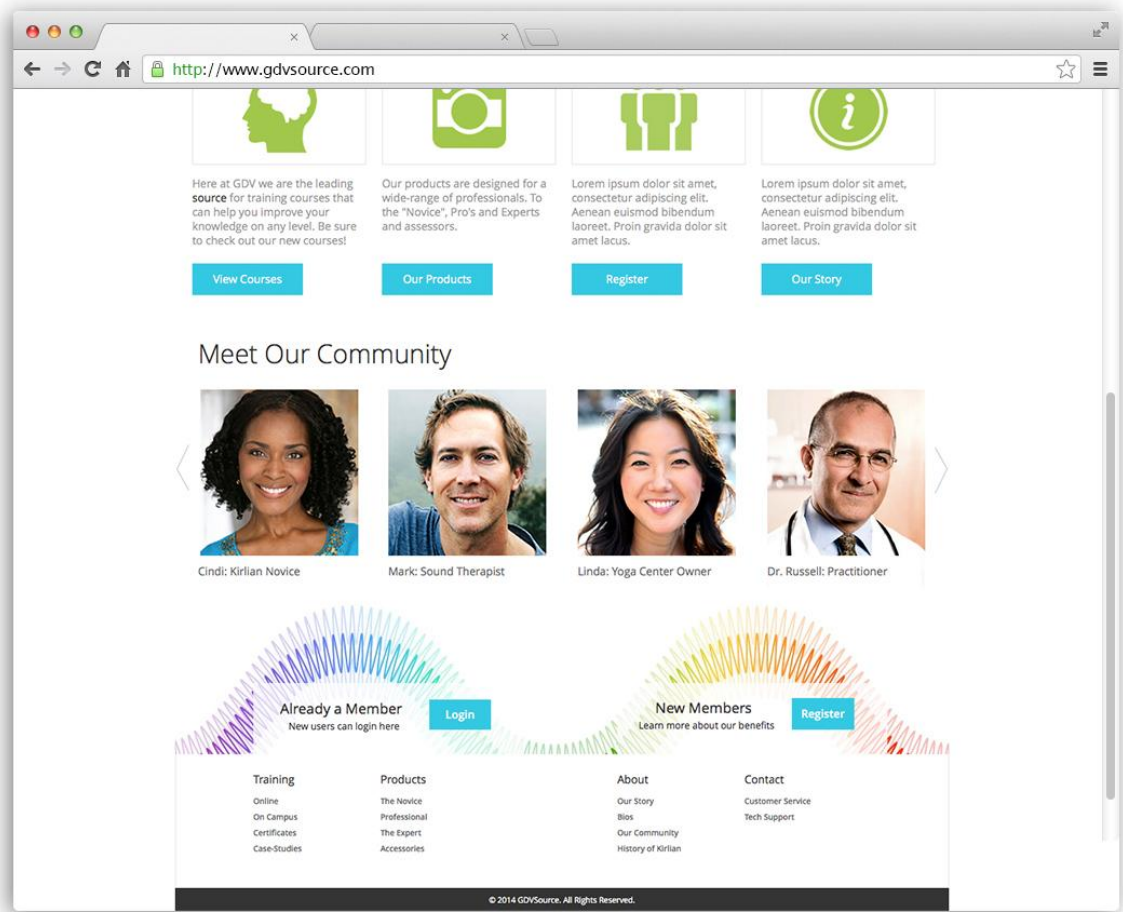 http://www.gdvsource.com
i
i
Here at GDV we are the leading
source for training courses that
can help you improve your
knowledge on any level. Be sure
to check out our new courses!
Our products are designed for a
wide-range of professionals. To
the "Novice", Pro's and Experts
and assessors.
Lorem ipsum dolor sit amet,
consectetur adipiscing elit.
Aenean euismod bibendum
laoreet. Proin gravida dolor sit
amet lacus.
Lorem ipsum dolor sit amet,
consectetur adipiscing elit.
Aenean euismod bibendum
laoreet. Proin gravida dolor sit
amet lacus.
View Courses
Our Products
Register
Our Story
Meet Our Community
Cindi: Kirlian Novice
Mark: Sound Therapist
Linda: Yoga Center Owner
Dr. Russell: Practitioner
Already a Member
New users can login here
Login
New Members
Learn more about our benefits
Register
Training
Online
On Campus
Certificates
Case-Studies
Products
The Novice
Professional
The Expert
Accessories
About
Our Story
Bios
Our Community
History of Kirlian
Contact
Customer Service
Tech Support
© 2014 GDVSource. All Rights Reserved.